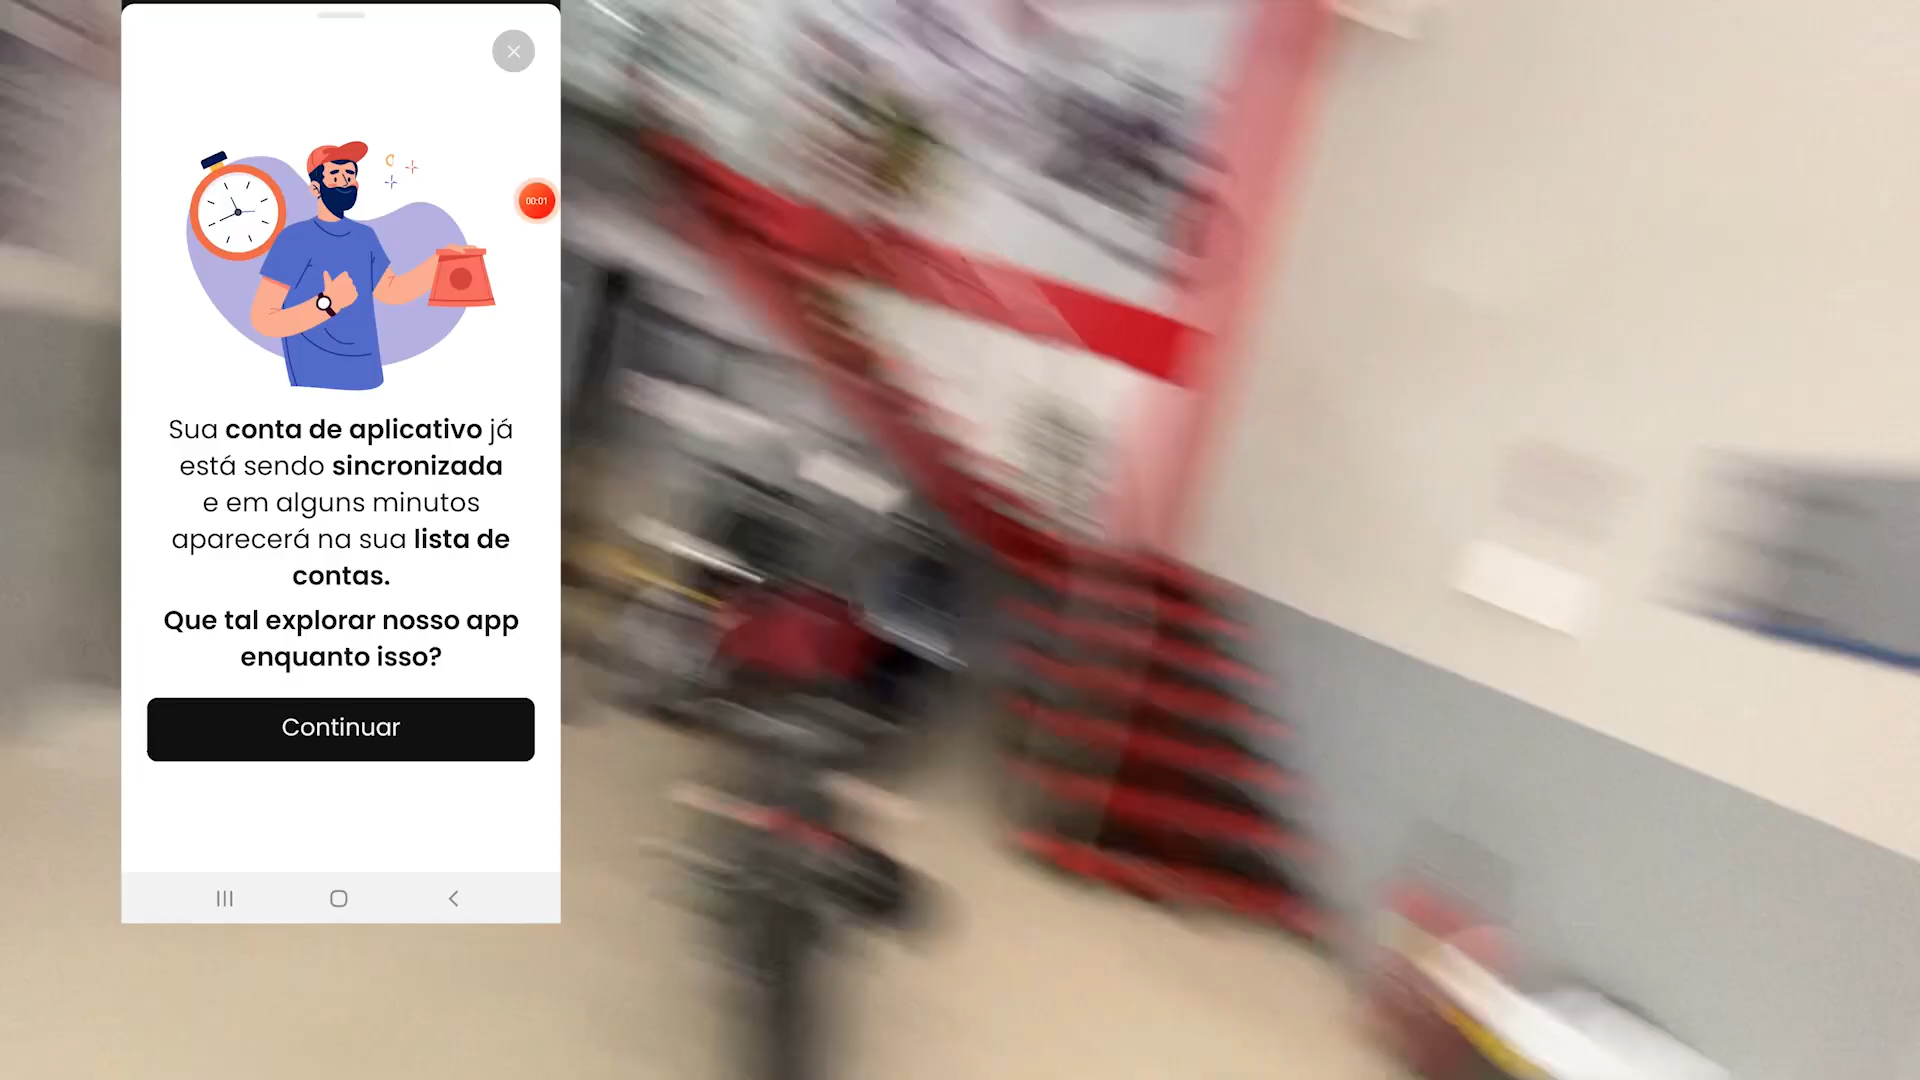 00:01
Sua conta de aplicativo já
está sendo sincronizada
e em alguns minutos
aparecerá na sua lista de
contas.
Que tal explorar nosso app
enquanto isso?
Continuar